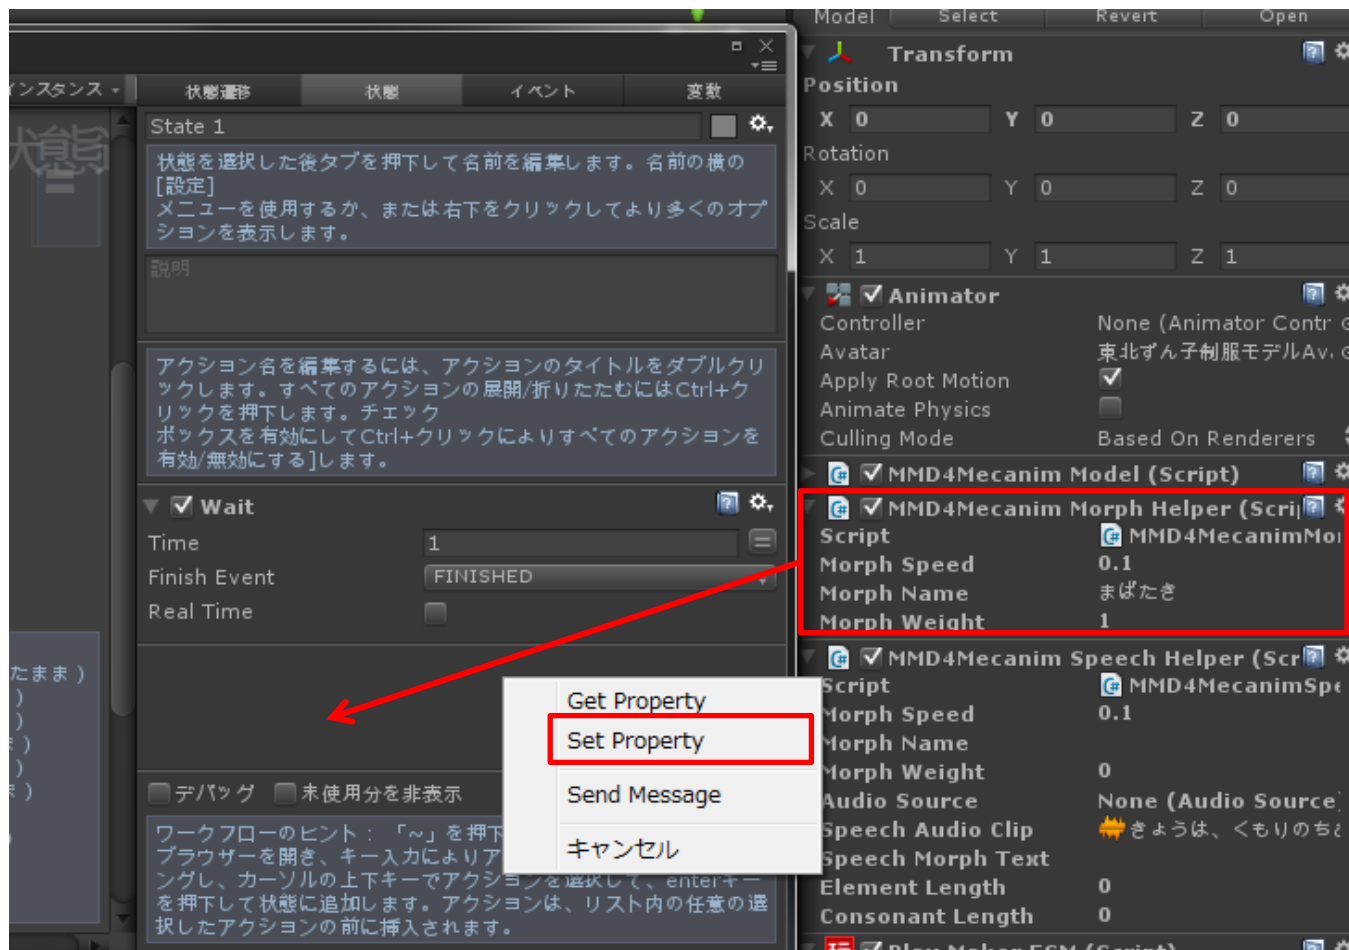 Model Select Revert Open
Transform
Position
X 0 Y 0 Z 0
Rotation
X 0 Y 0 Z 0
Scale
X 1 Y 1 Z 1
Animator
Controller None (Animator Contr
Avatar 東北ずん子制服モデルAv
Apply Root Motion
Animate Physics
Culling Mode Based On Renderers
MMD4Mecanim Model (Script)
MMD4Mecanim Morph Helper (Scri
Script MMD4MecanimMo
Morph Speed 0.1
Morph Name まばたき
Morph Weight 1
MMD4Mecanim Speech Helper (Scr
Script MMD4MecanimSpe
Morph Speed 0.1
Morph Name
Morph Weight 0
Audio Source None (Audio Source
Speech Audio Clip きょうは、くもりのち
Speech Morph Text
Element Length 0
Consonant Length 0
Play Maker FSM (Script)
インスタンス
状態遷移 状態 イベント 変数
状態
State 1
状態を選択した後タブを押下して名前を編集します。名前の横の
[設定]
メニューを使用するか、または右下をクリックしてより多くのオプ
ションを表示します。
説明
アクション名を編集するには、アクションのタイトルをダブルクリ
ックします。すべてのアクションの展開/折りたたむにはCtrl+ク
リックを押下します。チェック
ボックスを有効にしてCtrl+クリックによりすべてのアクションを
有効/無効にする]します。
Wait
Time 1
Finish Event FINISHED
Real Time
たまま )
)
)
)
)
)
Get Property
Set Property
Send Message
キャンセル
デバッグ 未使用分を非表示
ワークフローのヒント： 「~」を押下
ブラウザーを開き、キー入力によりア
ングし、カーソルの上下キーでアクションを選択して、enterキー
を押下して状態に追加します。アクションは、リスト内の任意の選
択したアクションの前に挿入されます。